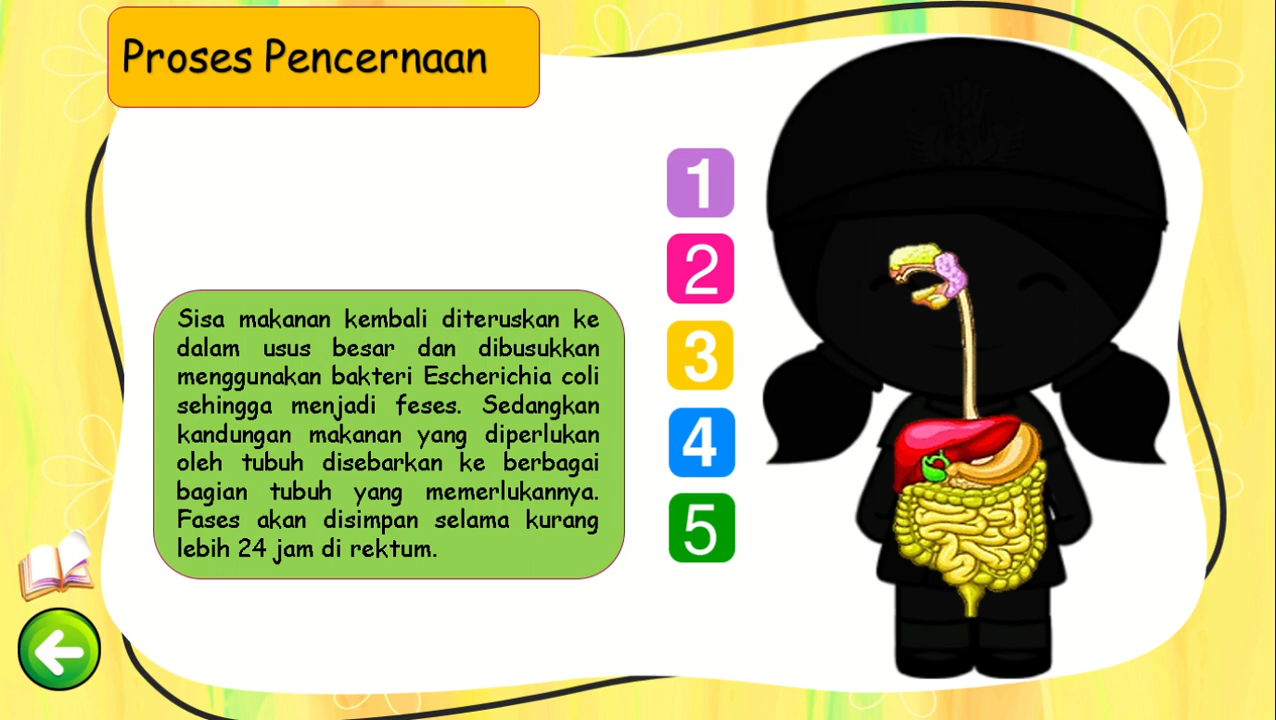 Proses Pencernaan
1
2
3
4
5
Sisa makanan kembali diteruskan ke
dalam usus besar dan dibusukkan
menggunakan bakteri Escherichia coli
sehingga menjadi feses. Sedangkan
kandungan makanan yang diperlukan
oleh tubuh disebarkan ke berbagai
bagian tubuh yang memerlukannya.
Fases akan disimpan selama kurang
lebih 24 jam di rektum.